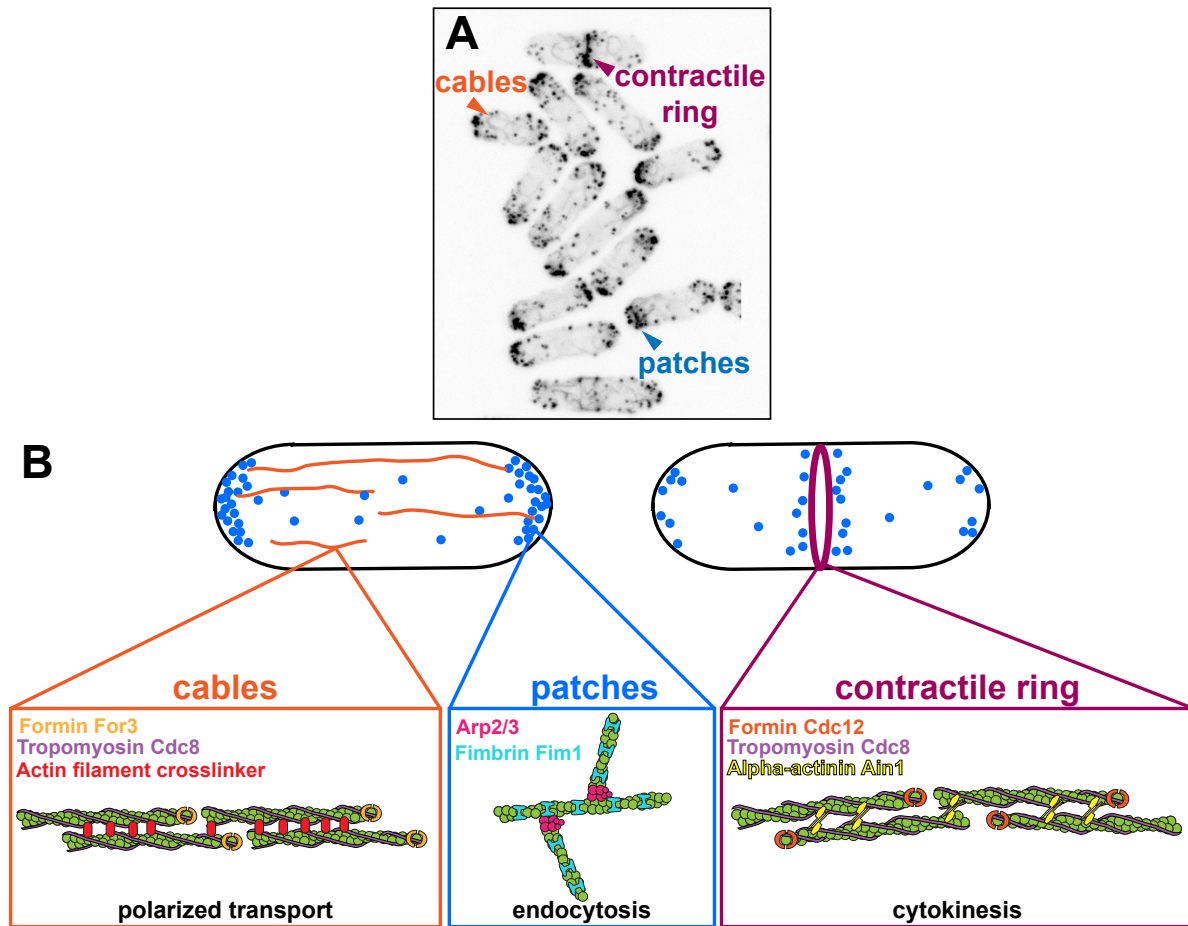 A
cables
contractile
ring
patches
B
cables
patches
contractile ring
Formin For3
Tropomyosin Cdc8
Actin filament crosslinker
polarized transport
Arp2/3
Fimbrin Fim1
endocytosis
Formin Cdc12
Tropomyosin Cdc8
Alpha-actinin Ain1
cytokinesis